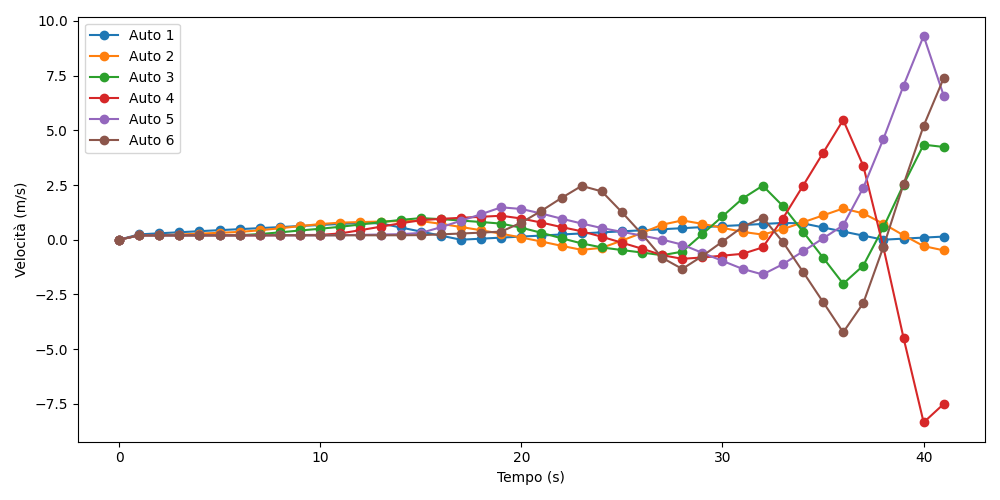 10.0
7.5
5.0
2.5
0.0
−2.5
−5.0
−7.5
Velocità (m/s)
Auto 1
Auto 2
Auto 3
Auto 4
Auto 5
Auto 6
0 10 20 30 40
Tempo (s)